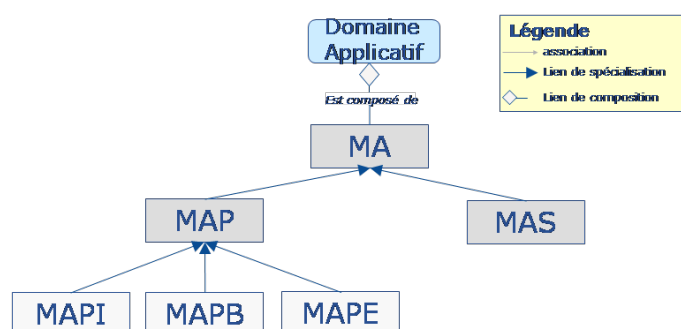 Domaine
Applicatif
Légende
association
Lien de spécialisation
Lien de composition
Est composé de
MA
MAP
MAS
MAPI
MAPB
MAPE